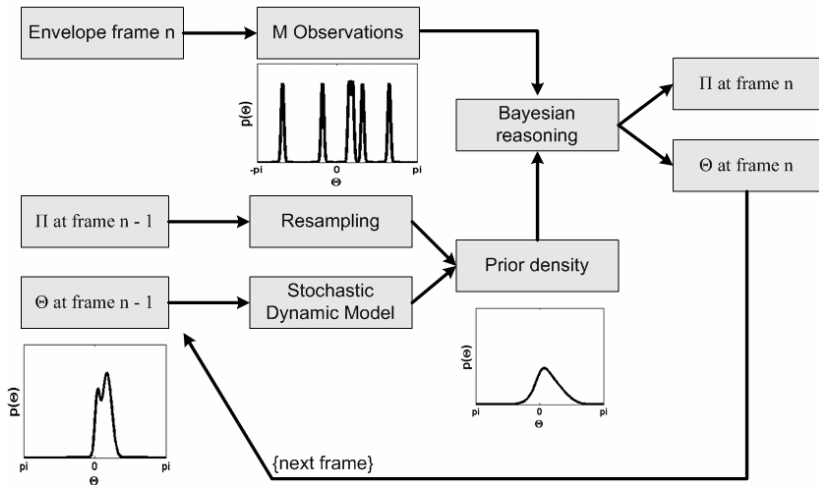 Envelope frame n
M Observations
p(Θ)
-pi
0
pi
Θ
Bayesian
reasoning
Π at frame n
Θ at frame n
Π at frame n - 1
Resampling
Prior density
Θ at frame n - 1
Stochastic
Dynamic Model
p(Θ)
pi
0
pi
Θ
p(Θ)
pi
0
pi
Θ
{next frame}